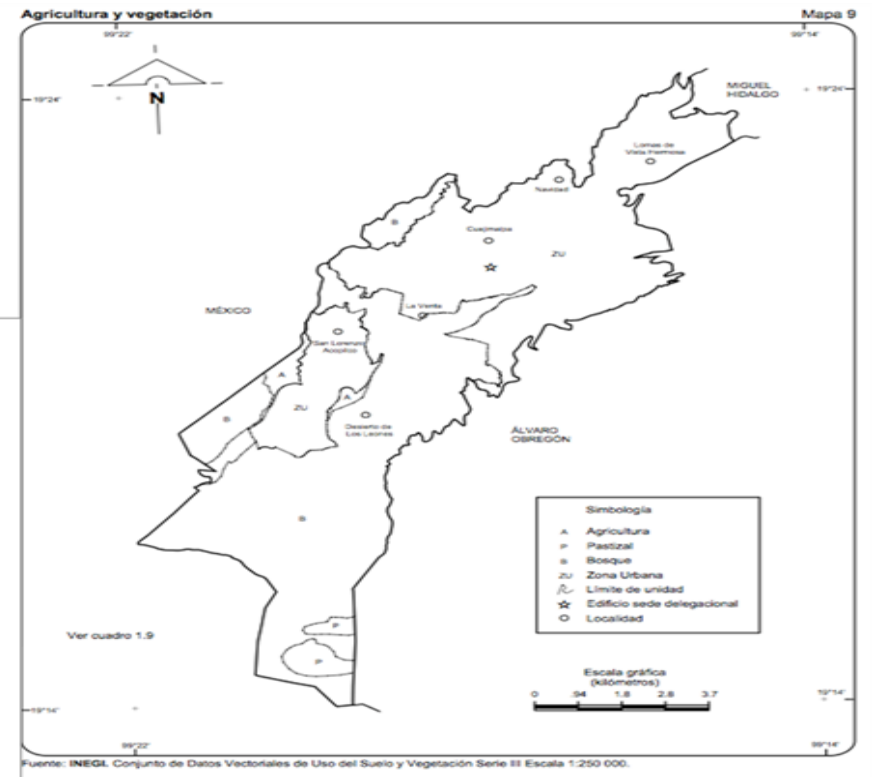 Agricultura y vegetación
Mapa 9
99°22'
99°14'
MIGUEL
HIDALGO
19°24'
19°24'
N
Lomas de
Vista Hermosa
Navidad
B
Cuajimalpa
ZU
MÉXICO
La Venta
San Lorenzo
Acopilco
A
A
ZU
B
Desierto de
Los Leones
ÁLVARO
OBREGÓN
B
Simbología
A Agricultura
P Pastizal
B Bosque
ZU Zona Urbana
Límite de unidad
Edificio sede delegacional
Localidad
P
Ver cuadro 1.9
P
Escala gráfica
(kilómetros)
0 .94 1.8 2.8 3.7
19°14'
19°14'
99°22'
99°14'
Fuente: INEGI. Conjunto de Datos Vectoriales de Uso del Suelo y Vegetación Serie III Escala 1:250 000.